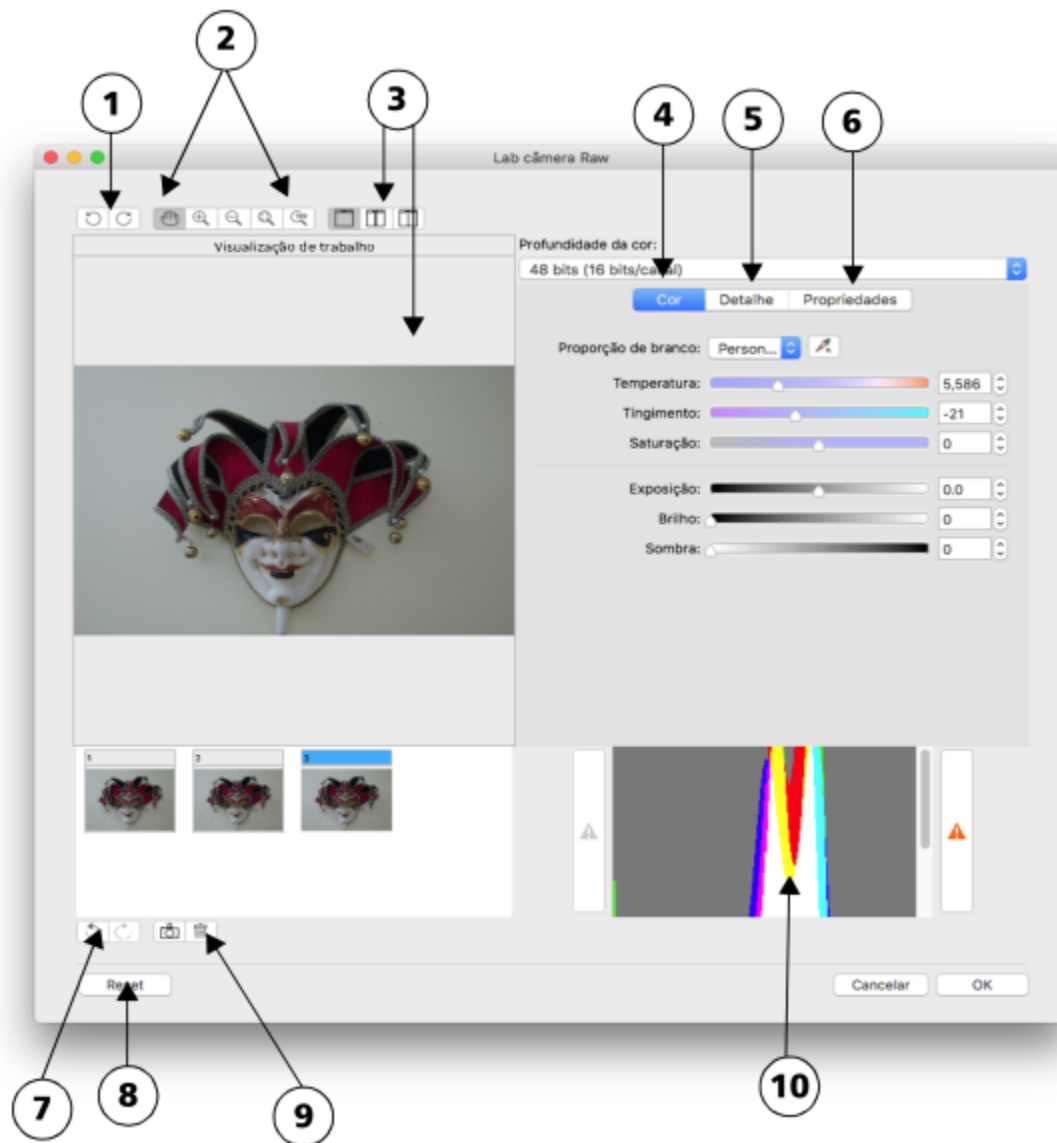 2
1
3
4
5
6
Lab câmera Raw
Visualização de trabalho
Profundidade da cor:
48 bits (16 bits/canal)
Cor
Detalhe
Propriedades
Proporção de branco:
Person...
Temperatura:
5,586
Tingimento:
-21
Saturação:
0
Exposição:
0.0
Brilho:
0
Sombra:
0
1
2
3
10
Reset
Cancelar
OK
7
8
9